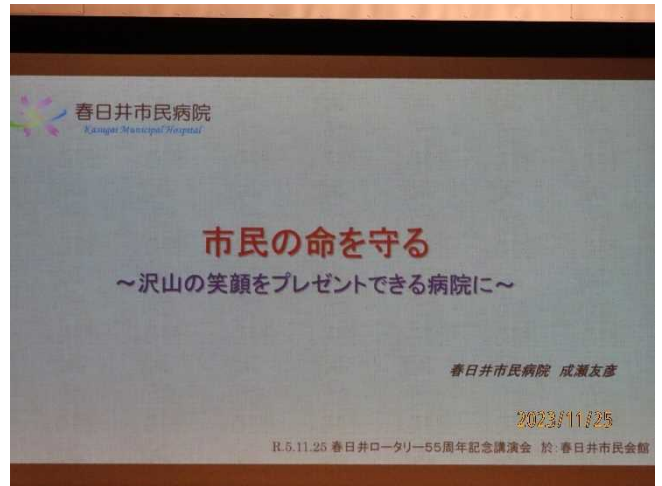 春日井市民病院
Kasugai Municipal Hospital
市民の命を守る
～沢山の笑顔をプレゼントできる病院に～
春日井市民病院 成瀬友彦
2023/11/25
R.5.11.25 春日井ロータリー55周年記念講演会 於:春日井市民会館